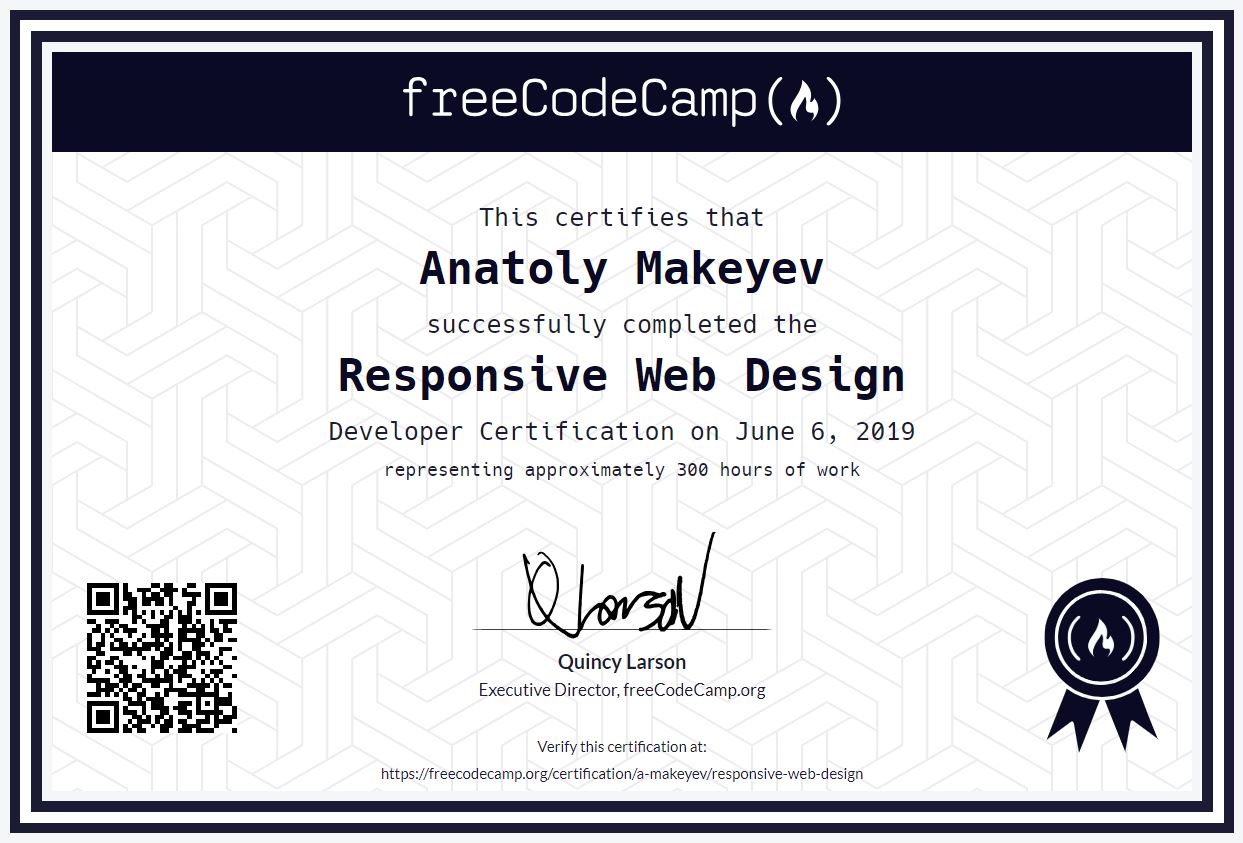 freeCodeCamp
This certifies that
Anatoly Makeyev
successfully completed the
Responsive Web Design
Developer Certification on June 6, 2019
representing approximately 300 hours of work
Q Larson
Quincy Larson
Executive Director, freeCodeCamp.org
Verify this certification at:
https://freecodecamp.org/certification/a-makeyev/responsive-web-design